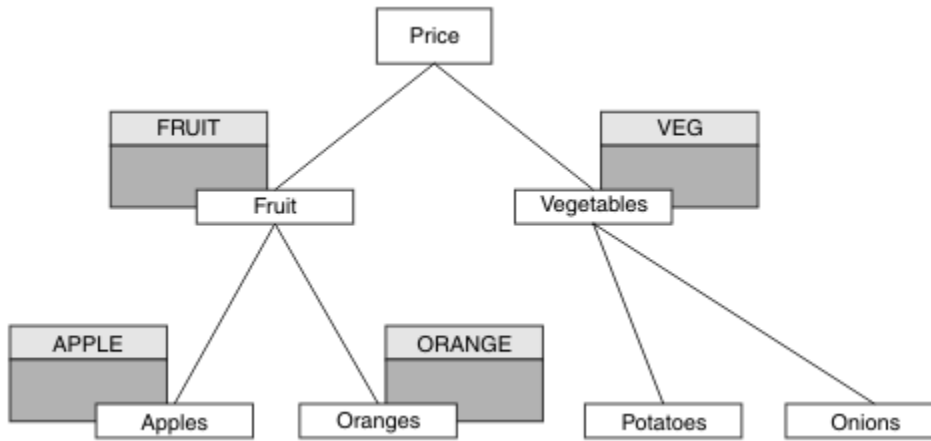 Price
FRUIT
VEG
Fruit
Vegetables
APPLE
ORANGE
Apples
Oranges
Potatoes
Onions